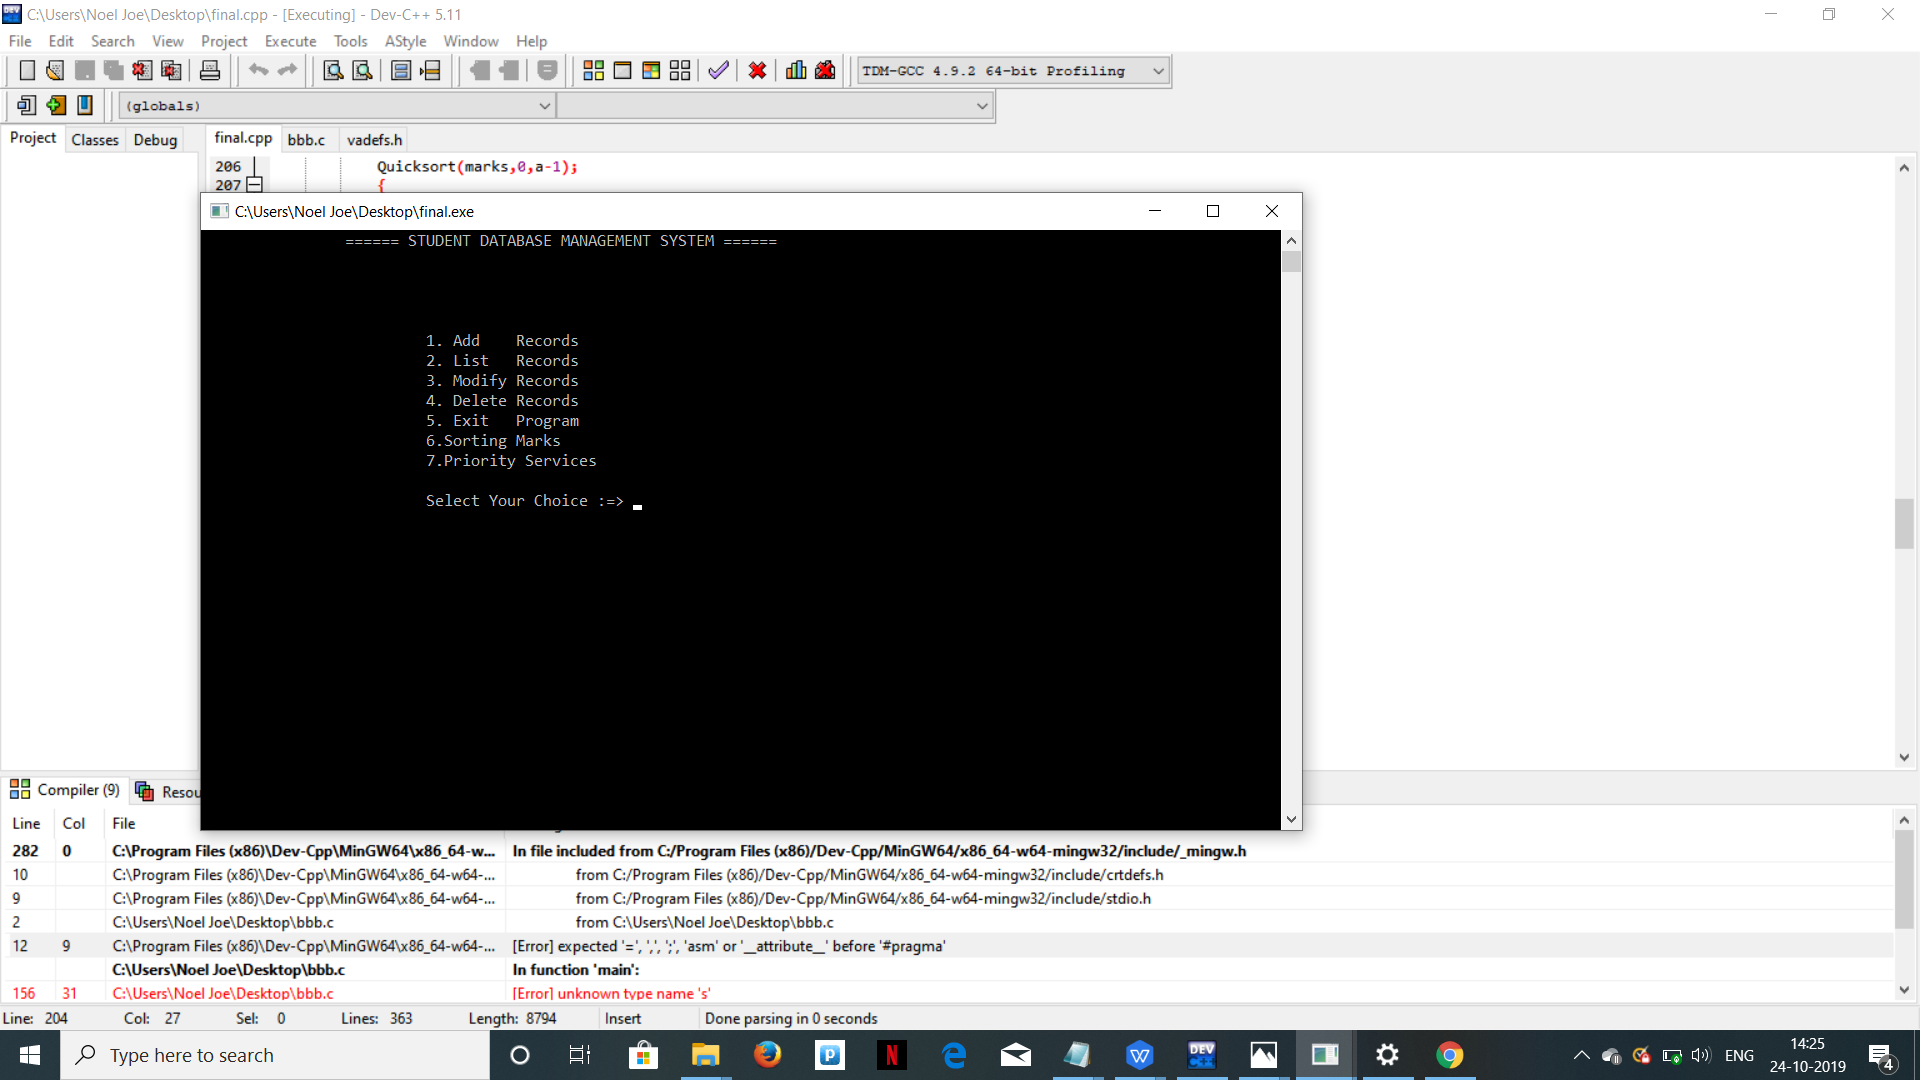 C:\Users\Noel Joe\Desktop\final.cpp - [Executing] - Dev-C++ 5.11
File Edit Search View Project Execute Tools AStyle Window Help
TDM-GCC 4.9.2 64-bit Profiling
(globals)
Project Classes Debug
final.cpp bbb.c vadefs.h
206 Quicksort(marks,0,a-1);
207 {
C:\Users\Noel Joe\Desktop\final.exe
====== STUDENT DATABASE MANAGEMENT SYSTEM ======
1. Add    Records
2. List   Records
3. Modify Records
4. Delete Records
5. Exit   Program
6.Sorting Marks
7.Priority Services
Select Your Choice :=> _
Compiler (9) Resou
Line Col File
282 0 C:\Program Files (x86)\Dev-Cpp\MinGW64\x86_64-w... In file included from C:/Program Files (x86)/Dev-Cpp/MinGW64/x86_64-w64-mingw32/include/_mingw.h
10 C:\Program Files (x86)\Dev-Cpp\MinGW64\x86_64-w64-... from C:/Program Files (x86)/Dev-Cpp/MinGW64/x86_64-w64-mingw32/include/crtdefs.h
9 C:\Program Files (x86)\Dev-Cpp\MinGW64\x86_64-w64-... from C:/Program Files (x86)/Dev-Cpp/MinGW64/x86_64-w64-mingw32/include/stdio.h
2 C:\Users\Noel Joe\Desktop\bbb.c from C:\Users\Noel Joe\Desktop\bbb.c
12 9 C:\Program Files (x86)\Dev-Cpp\MinGW64\x86_64-w64-... [Error] expected '=', ',', ';', 'asm' or '__attribute__' before '#pragma'
C:\Users\Noel Joe\Desktop\bbb.c In function 'main':
156 31 C:\Users\Noel Joe\Desktop\bbb.c [Error] unknown type name 's'
Line: 204 Col: 27 Sel: 0 Lines: 363 Length: 8794 Insert Done parsing in 0 seconds
Type here to search
ENG
14:25
24-10-2019
4